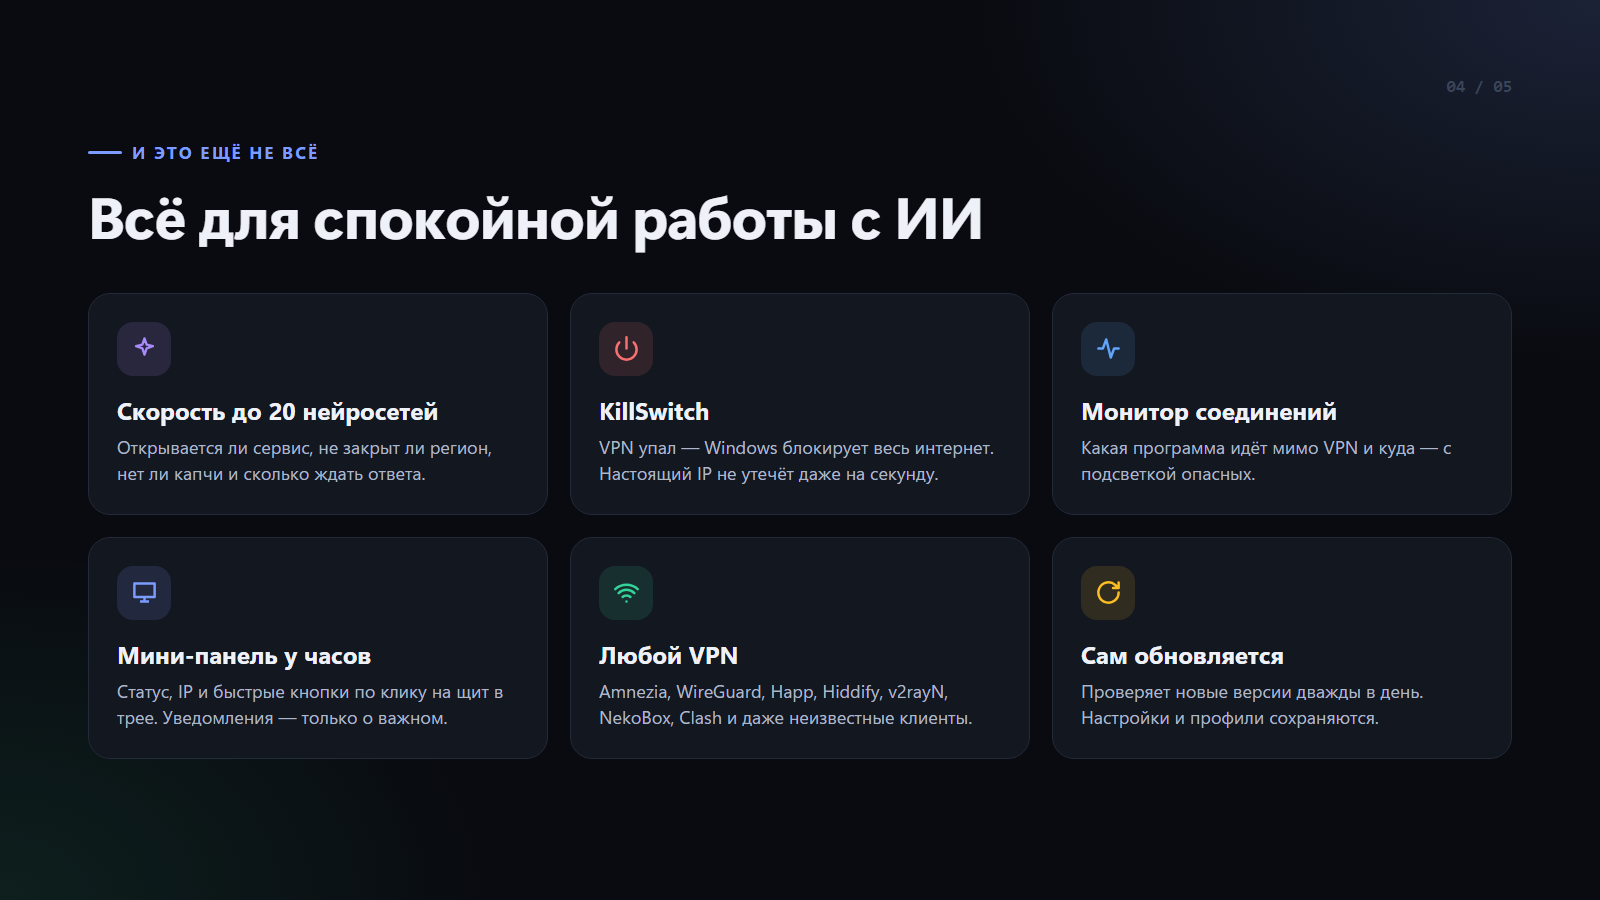 04 / 05
И ЭТО ЕЩЁ НЕ ВСЁ
Всё для спокойной работы с ИИ
Скорость до 20 нейросетей
Открывается ли сервис, не закрыт ли регион,
нет ли капчи и сколько ждать ответа.
KillSwitch
VPN упал — Windows блокирует весь интернет.
Настоящий IP не утечёт даже на секунду.
Монитор соединений
Какая программа идёт мимо VPN и куда — с
подсветкой опасных.
Мини-панель у часов
Статус, IP и быстрые кнопки по клику на щит в
трее. Уведомления — только о важном.
Любой VPN
Amnezia, WireGuard, Happ, Hiddify, v2rayN,
NekoBox, Clash и даже неизвестные клиенты.
Сам обновляется
Проверяет новые версии дважды в день.
Настройки и профили сохраняются.